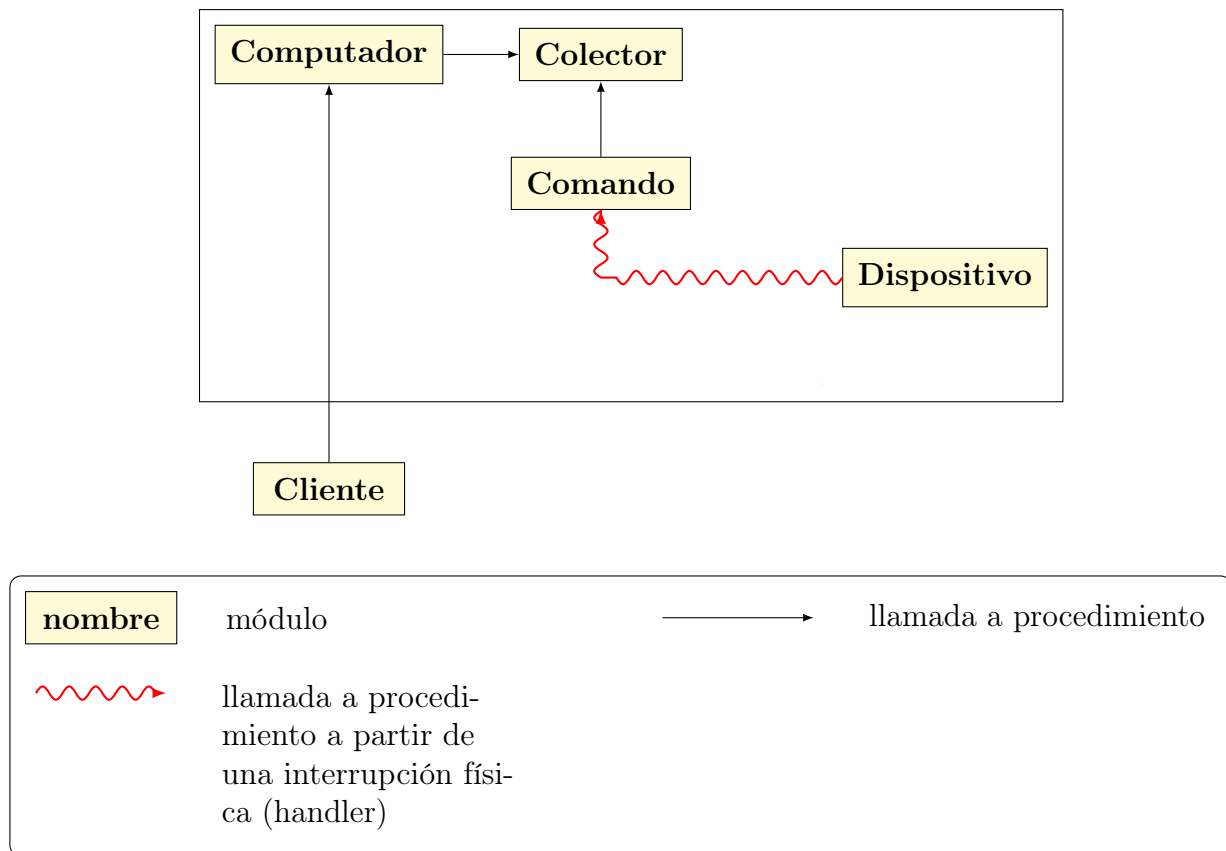 Computador
Colector
Comando
Dispositivo
Cliente
nombre
módulo
llamada a procedimiento
llamada a procedi-
miento a partir de
una interrupción físi-
ca (handler)